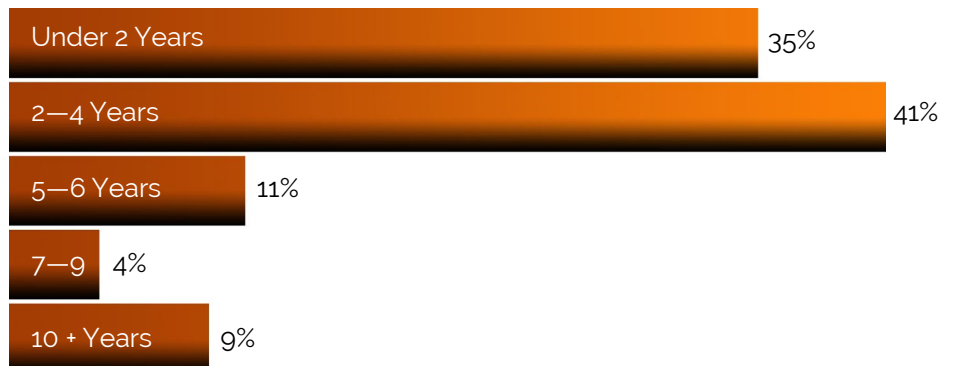 Under 2 Years 35%
2—4 Years 41%
5—6 Years 11%
7—9 4%
10 + Years 9%